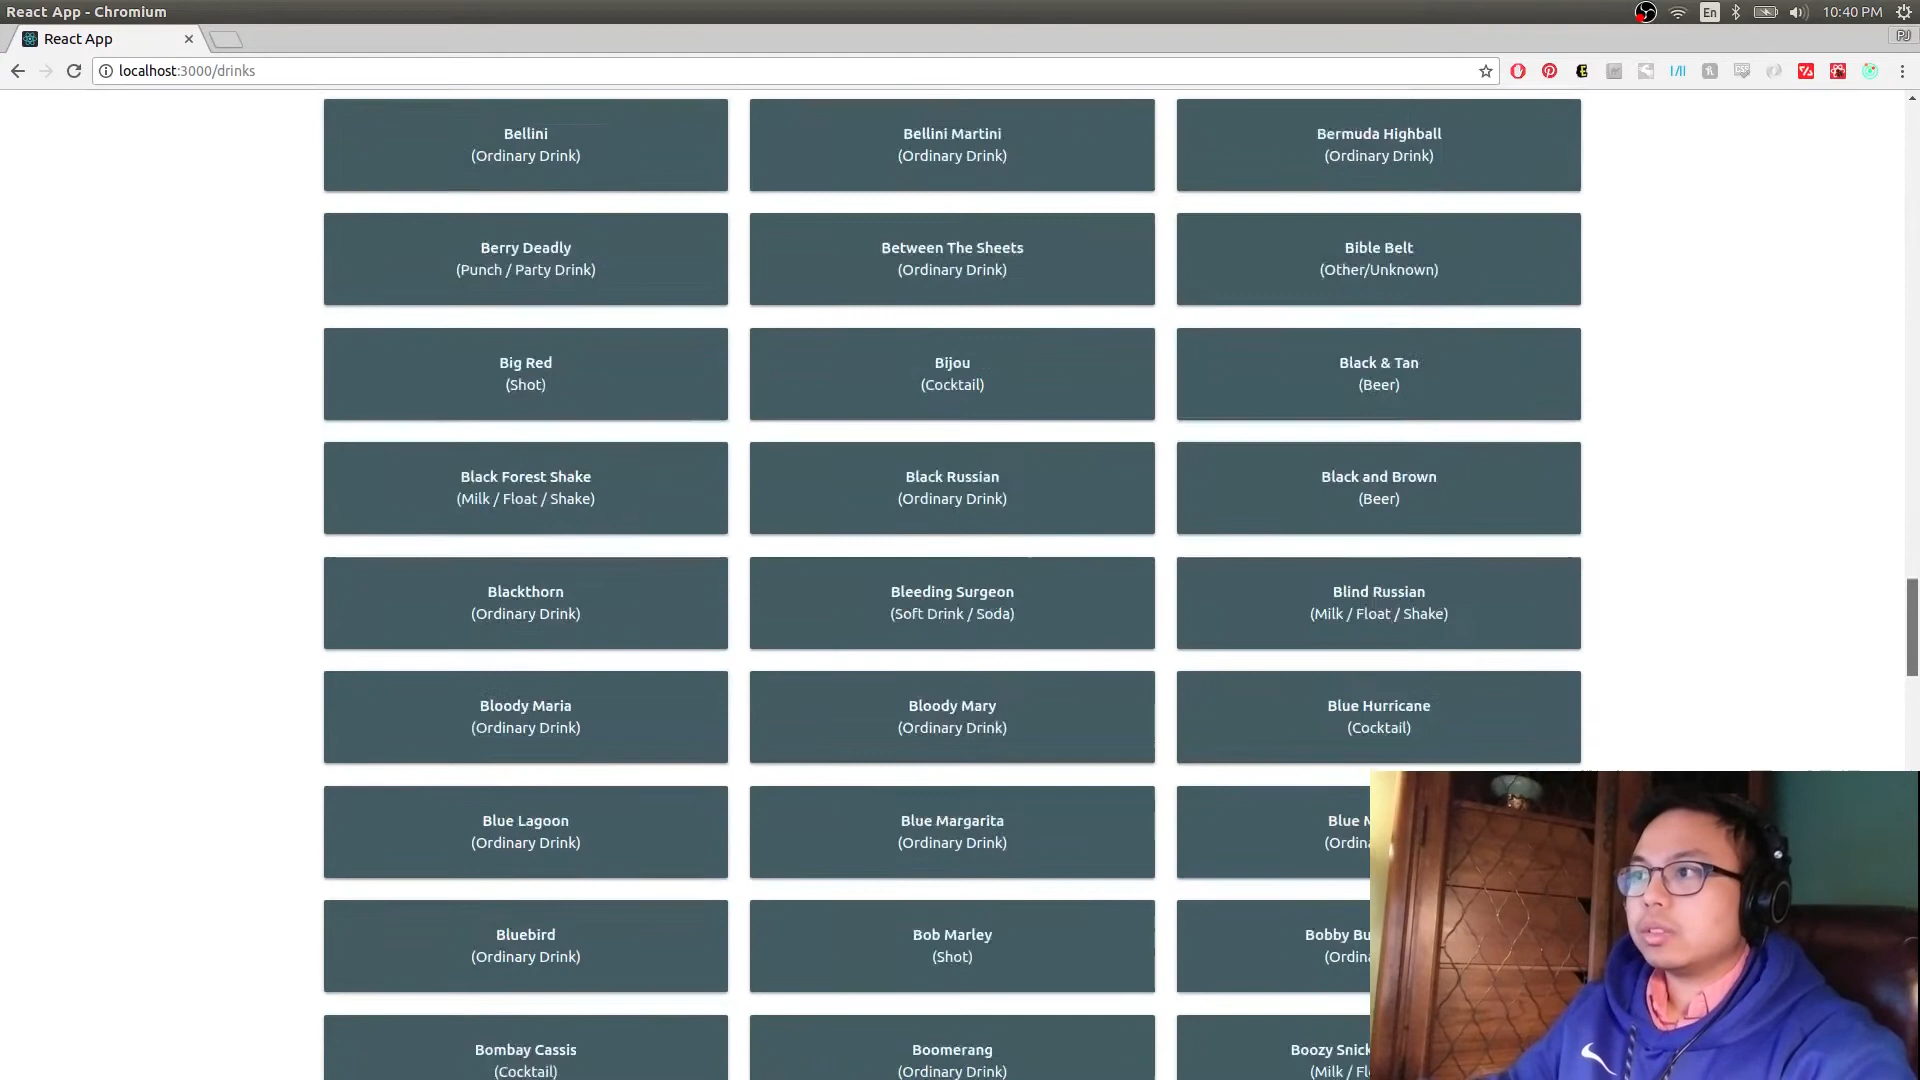 React App - Chromium
En
10:40 PM
React App
PJ
localhost:3000/drinks
Bellini
(Ordinary Drink)
Bellini Martini
(Ordinary Drink)
Bermuda Highball
(Ordinary Drink)
Berry Deadly
(Punch / Party Drink)
Between The Sheets
(Ordinary Drink)
Bible Belt
(Other/Unknown)
Big Red
(Shot)
Bijou
(Cocktail)
Black & Tan
(Beer)
Black Forest Shake
(Milk / Float / Shake)
Black Russian
(Ordinary Drink)
Black and Brown
(Beer)
Blackthorn
(Ordinary Drink)
Bleeding Surgeon
(Soft Drink / Soda)
Blind Russian
(Milk / Float / Shake)
Bloody Maria
(Ordinary Drink)
Bloody Mary
(Ordinary Drink)
Blue Hurricane
(Cocktail)
Blue Lagoon
(Ordinary Drink)
Blue Margarita
(Ordinary Drink)
Blue
Bluebird
(Ordinary Drink)
Bob Marley
(Shot)
Bobby
Bombay Cassis
(Cocktail)
Boomerang
(Ordinary Drink)
Boozy
(Milk /